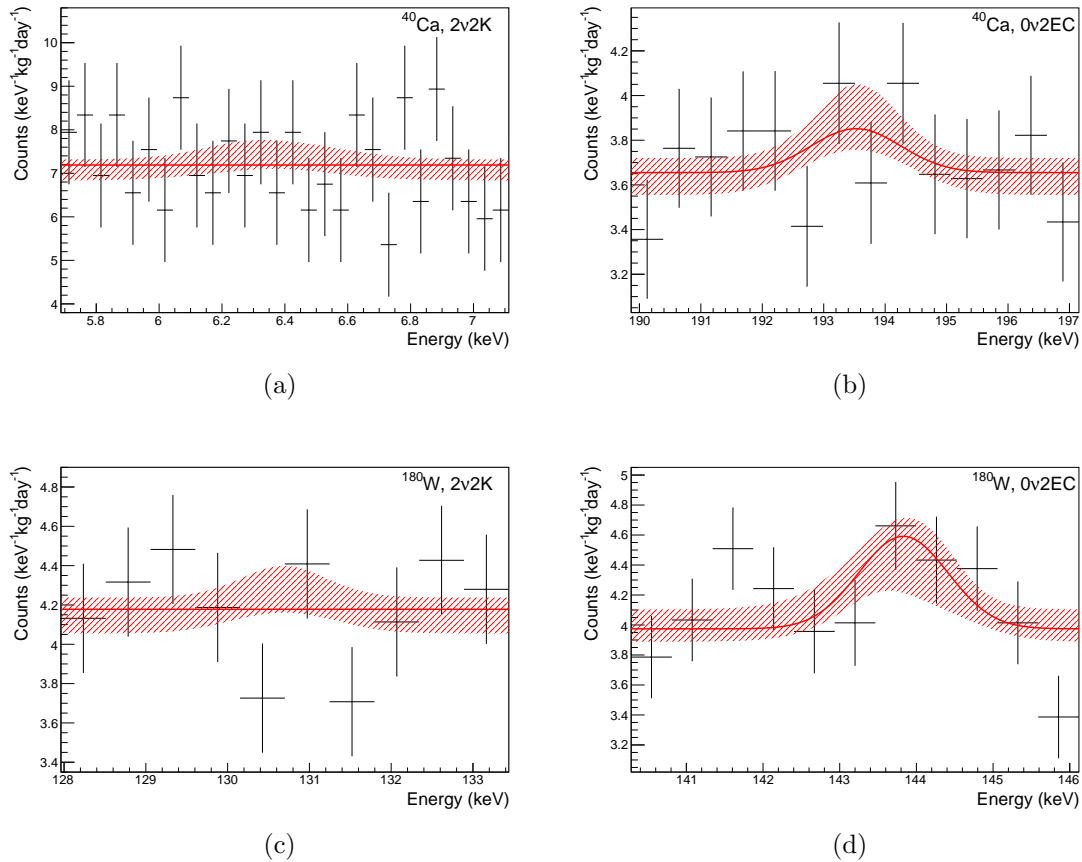 ⁴⁰Ca, 2ν2K
Counts (keV⁻¹kg⁻¹day⁻¹)
10
9
8
7
6
5
4
5.8 6 6.2 6.4 6.6 6.8 7
Energy (keV)
(a)
⁴⁰Ca, 0ν2EC
Counts (keV⁻¹kg⁻¹day⁻¹)
4.2
4
3.8
3.6
3.4
3.2
190 191 192 193 194 195 196 197
Energy (keV)
(b)
¹⁸⁰W, 2ν2K
Counts (keV⁻¹kg⁻¹day⁻¹)
4.8
4.6
4.4
4.2
4
3.8
3.6
3.4
128 129 130 131 132 133
Energy (keV)
(c)
¹⁸⁰W, 0ν2EC
Counts (keV⁻¹kg⁻¹day⁻¹)
5
4.8
4.6
4.4
4.2
4
3.8
3.6
3.4
3.2
141 142 143 144 145 146
Energy (keV)
(d)